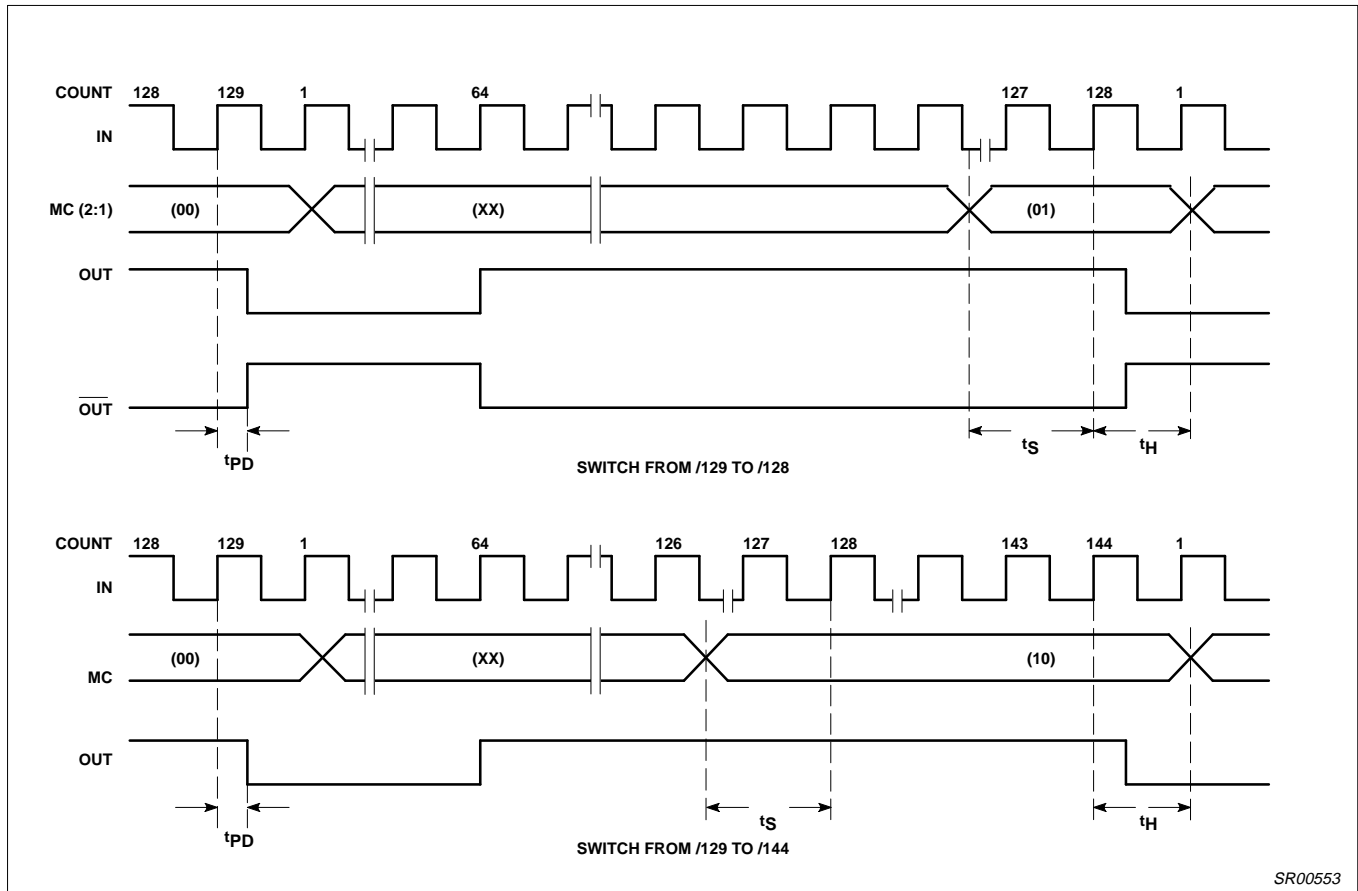 COUNT 128 129 1 64 127 128 1
IN
MC (2:1) (00) (XX) (01)
OUT
OUT
tPD tS tH
SWITCH FROM /129 TO /128
COUNT 128 129 1 64 126 127 128 143 144 1
IN
(00) (XX) (10)
MC
OUT
tPD tS tH
SWITCH FROM /129 TO /144
SR00553